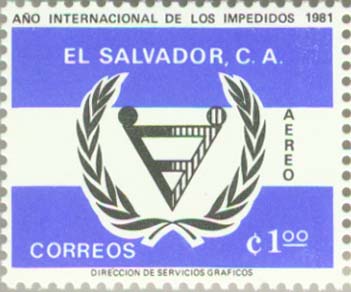 AÑO INTERNACIONAL DE LOS IMPEDIDOS 1981
EL SALVADOR, C. A.
AEREO
CORREOS
¢1.00
DIRECCION DE SERVICIOS GRAFICOS